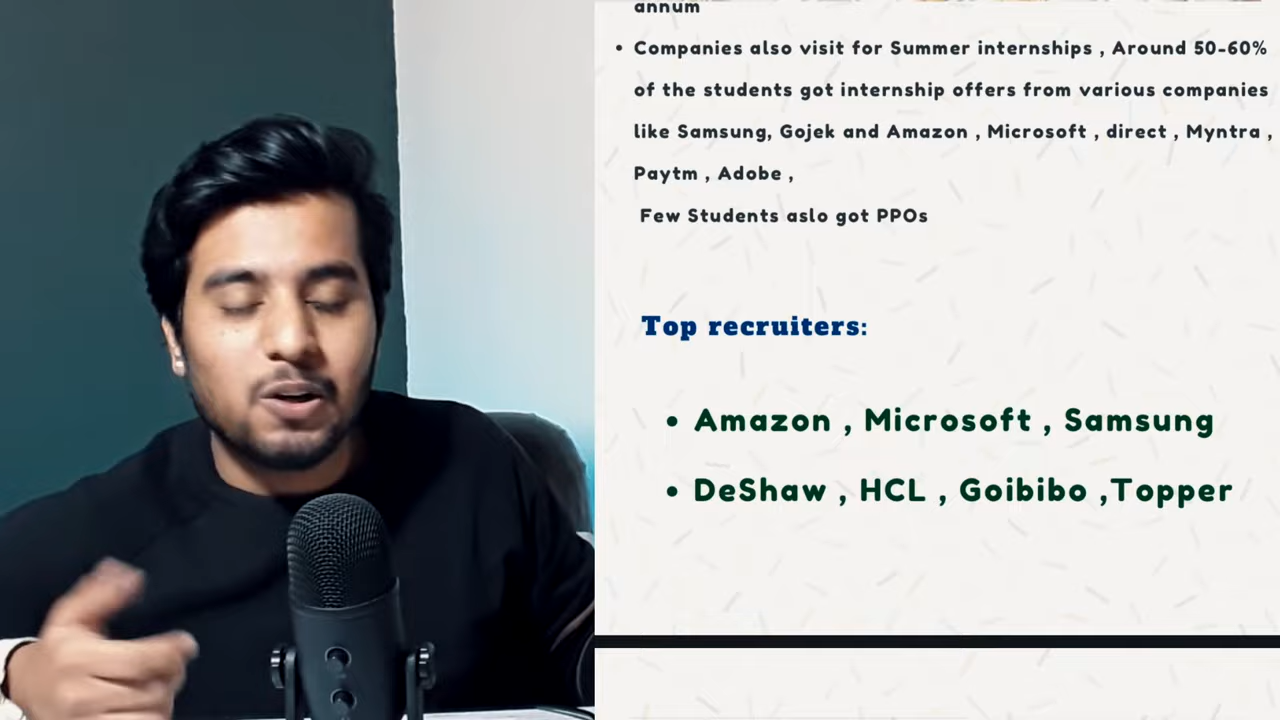 annum
• Companies also visit for Summer internships , Around 50-60%
of the students got internship offers from various companies
like Samsung, Gojek and Amazon , Microsoft , direct , Myntra ,
Paytm , Adobe ,
Few Students aslo got PPOs
Top recruiters:
• Amazon , Microsoft , Samsung
• DeShaw , HCL , Goibibo ,Topper